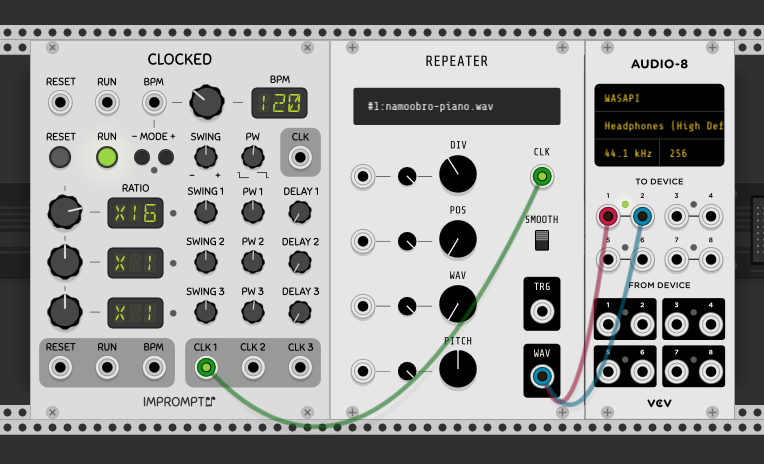 CLOCKED
RESET RUN BPM BPM
120
RESET RUN - MODE + SWING PW CLK
- +
RATIO SWING 1 PW 1 DELAY 1
X16
SWING 2 PW 2 DELAY 2
X 1
SWING 3 PW 3 DELAY 3
X 1
RESET RUN BPM CLK 1 CLK 2 CLK 3
IMPROMPTU
REPEATER
#1:namoobro-piano.wav
DIV CLK
POS SMOOTH
WAV TRG
PITCH WAV
AUDIO-8
WASAPI
Headphones (High Def
44.1 kHz 256
TO DEVICE
1 2 3 4
5 6 7 8
FROM DEVICE
1 2 3 4
5 6 7 8
VCV